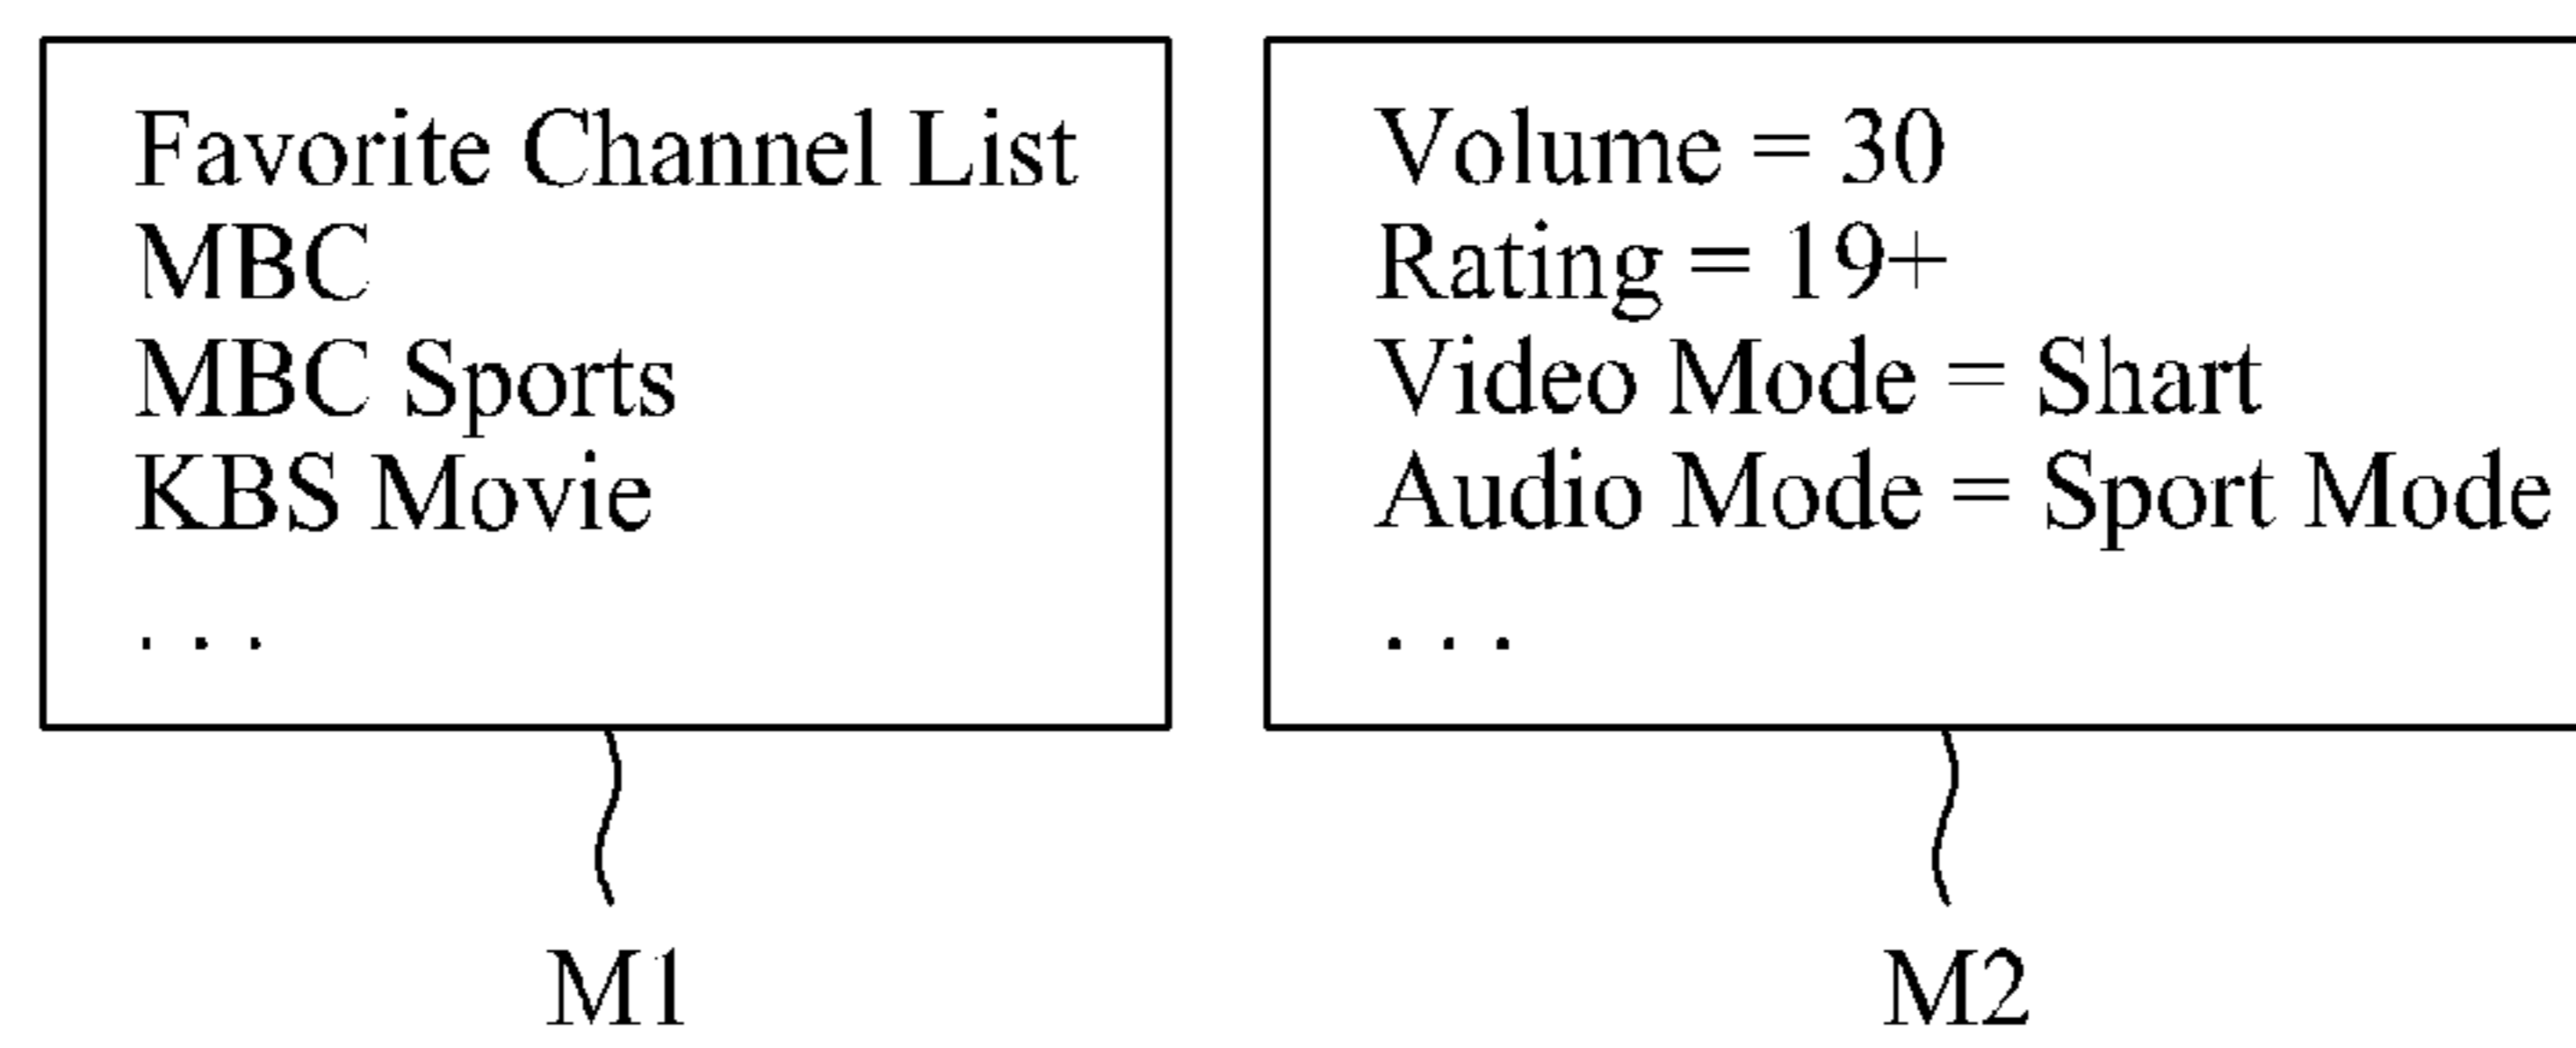 Favorite Channel List
MBC
MBC Sports
KBS Movie
. . .
Volume = 30
Rating = 19+
Video Mode = Shart
Audio Mode = Sport Mode
. . .
M1
M2